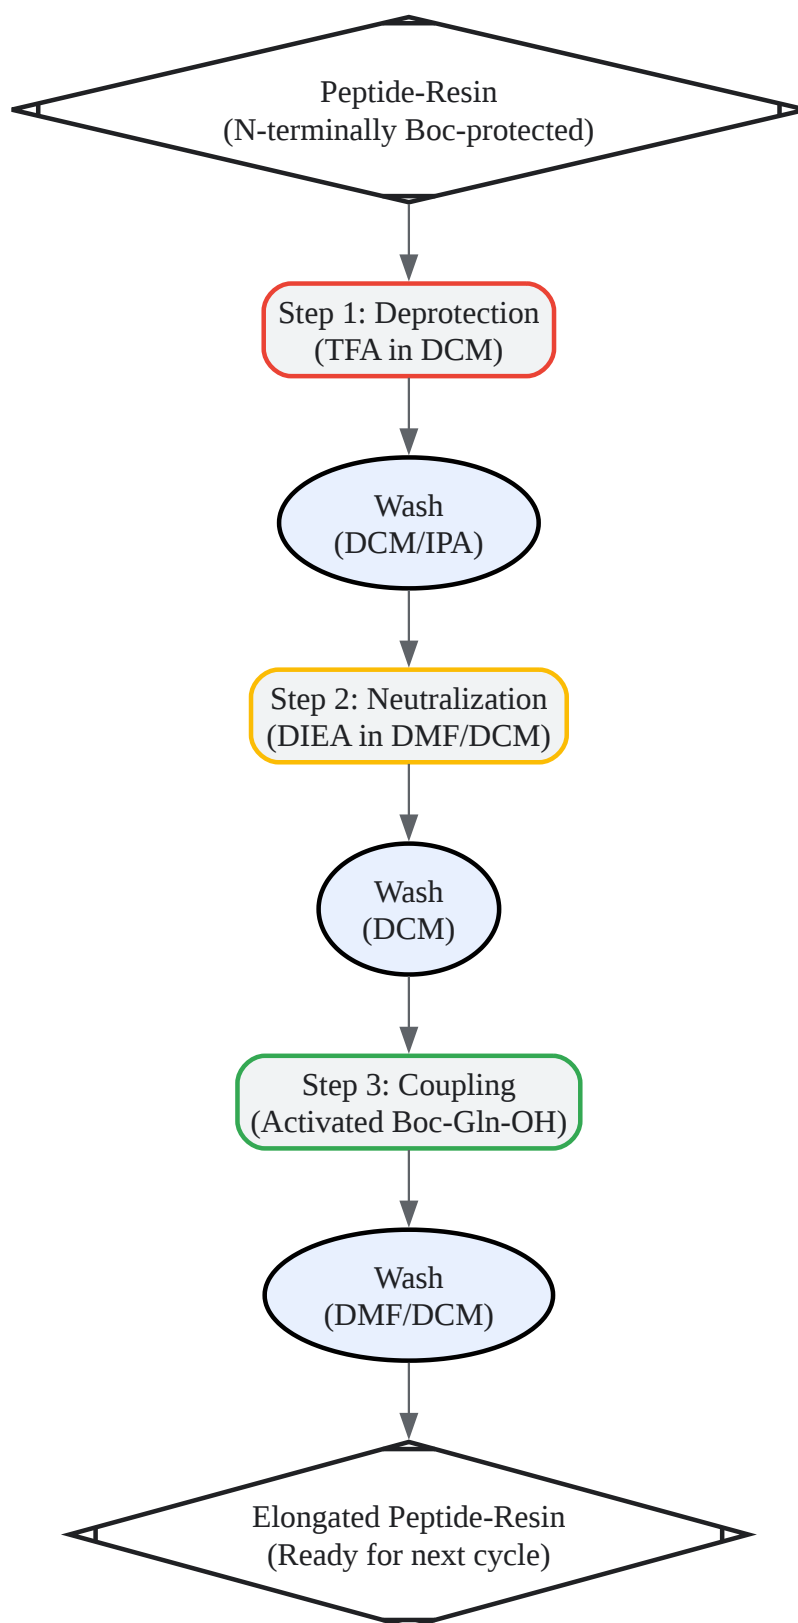 Peptide-Resin
(N-terminally Boc-protected)
Step 1: Deprotection
(TFA in DCM)
Wash
(DCM/IPA)
Step 2: Neutralization
(DIEA in DMF/DCM)
Wash
(DCM)
Step 3: Coupling
(Activated Boc-Gln-OH)
Wash
(DMF/DCM)
Elongated Peptide-Resin
(Ready for next cycle)